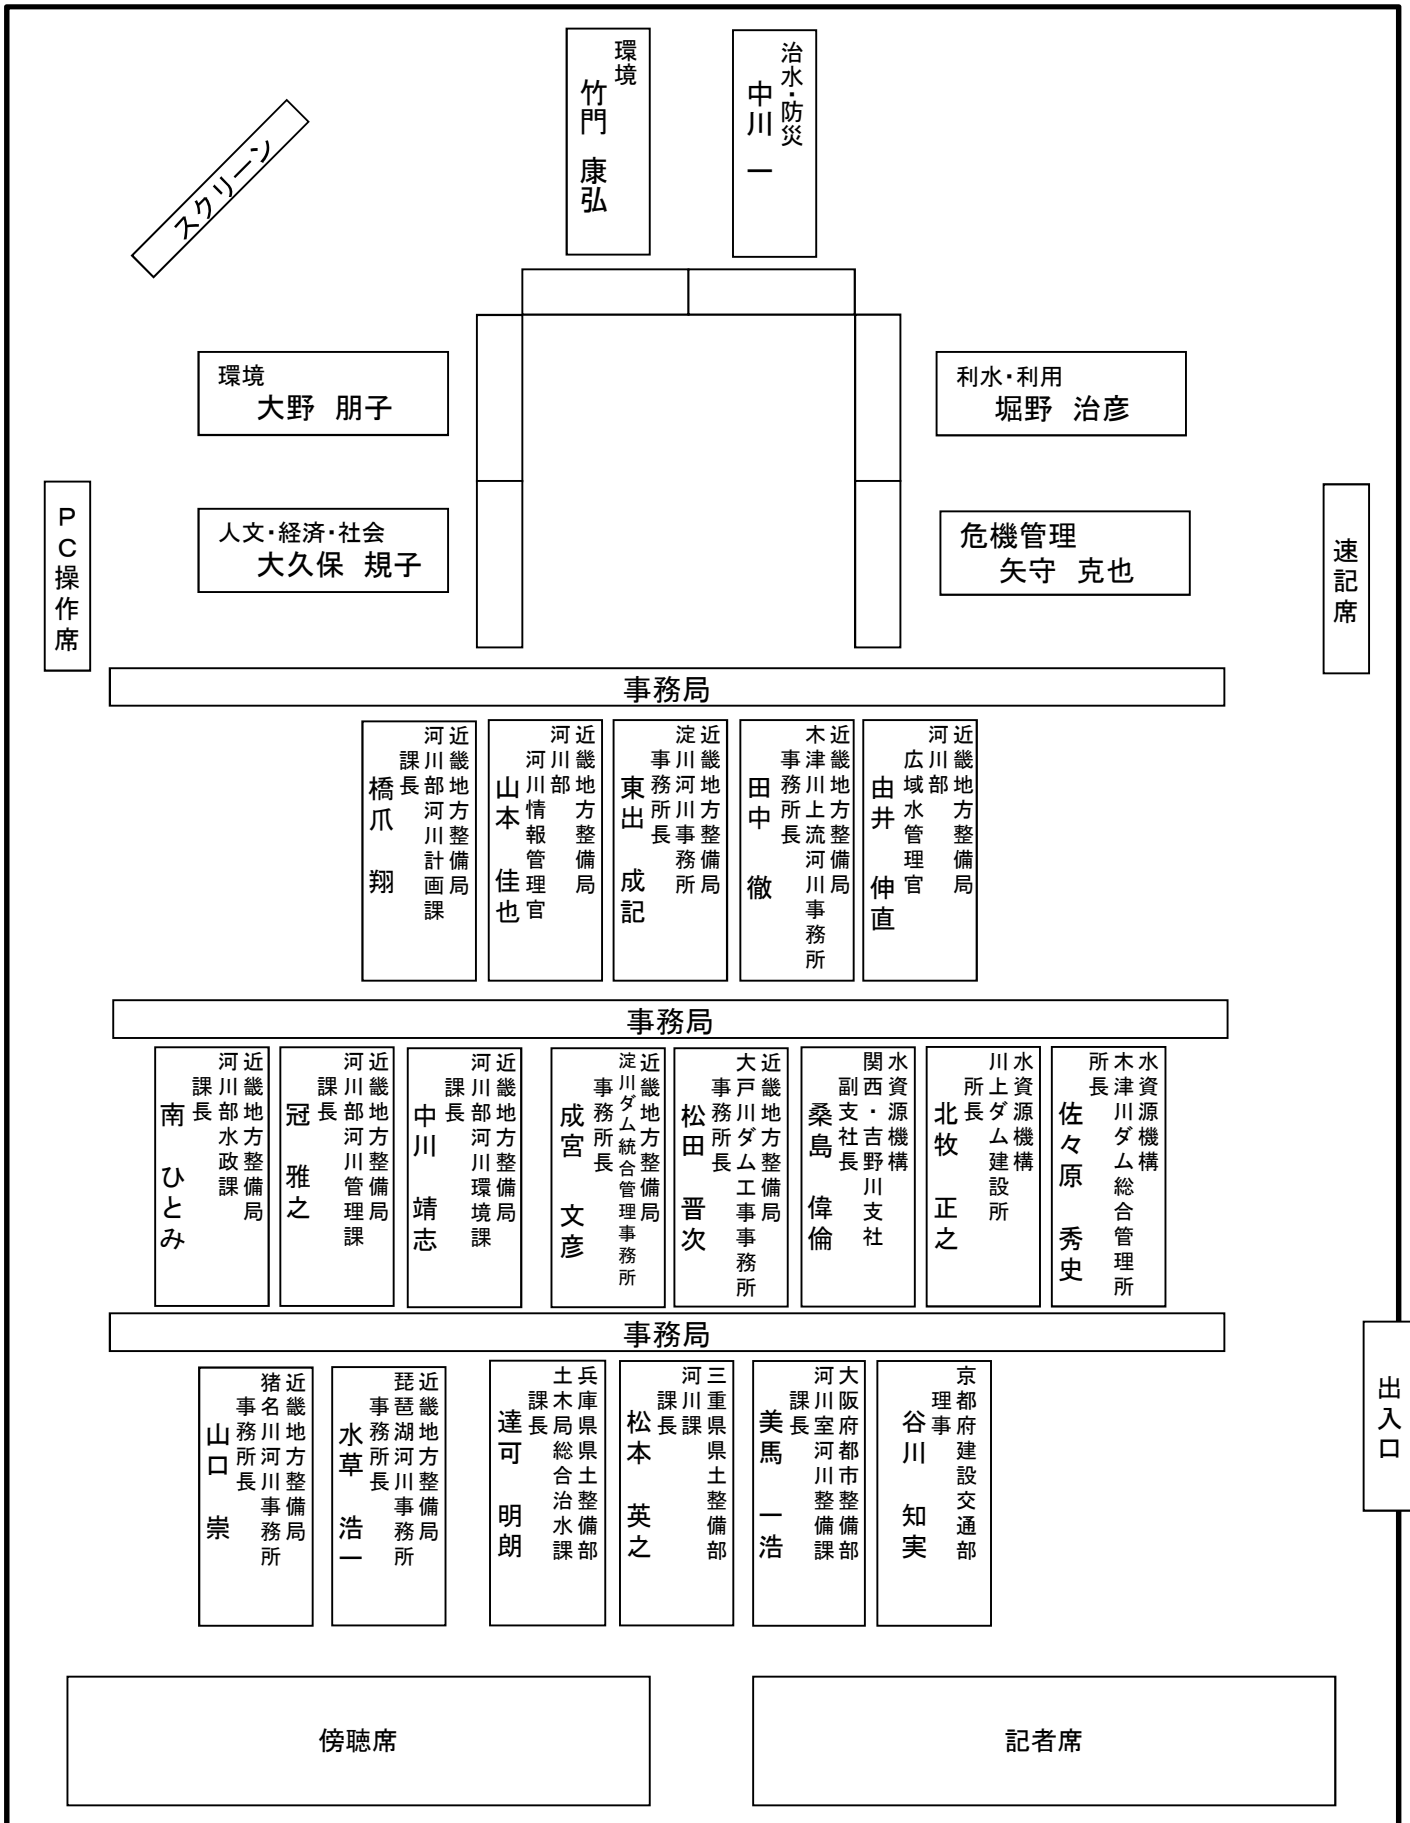 環境
竹門 康弘
治水・防災
中川 一
スクリーン
環境
大野 朋子
利水・利用
堀野 治彦
人文・経済・社会
大久保 規子
危機管理
矢守 克也
PC操作席
速記席
事務局
近畿地方整備局
河川部河川計画課
課長
橋爪 翔
近畿地方整備局
河川部
河川情報管理官
山本 佳也
近畿地方整備局
淀川河川事務所
事務所長
東出 成記
近畿地方整備局
木津川上流河川事務所
事務所長
田中 徹
近畿地方整備局
河川部
広域水管理官
由井 伸直
事務局
近畿地方整備局
河川部水政課
課長
南 ひとみ
近畿地方整備局
河川部河川管理課
課長
冠 雅之
近畿地方整備局
河川部河川環境課
課長
中川 靖志
近畿地方整備局
淀川ダム統合管理事務所
事務所長
成宮 文彦
近畿地方整備局
大戸川ダム工事事務所
事務所長
松田 晋次
水資源機構
関西・吉野川支社
副支社長
桑島 偉倫
水資源機構
川上ダム建設所
所長
北牧 正之
水資源機構
木津川ダム総合管理所
所長
佐々原 秀史
事務局
近畿地方整備局
猪名川河川事務所
事務所長
山口 崇
近畿地方整備局
琵琶湖河川事務所
事務所長
水草 浩一
兵庫県県土整備部
土木局総合治水課
課長
達可 明朗
三重県県土整備部
河川課
課長
松本 英之
大阪府都市整備部
河川室河川整備課
課長
美馬 一浩
京都府建設交通部
理事
谷川 知実
出入口
傍聴席
記者席